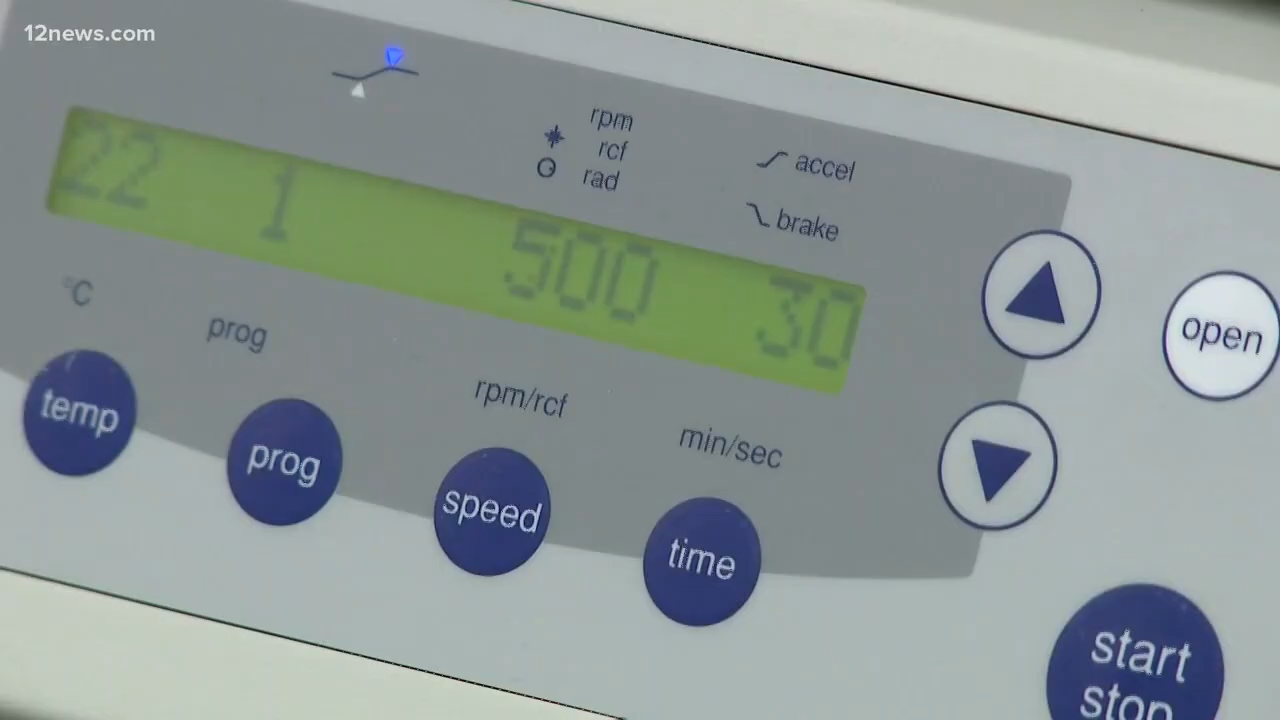 12news.com
rpm
rcf
rad
accel
brake
22 1 500 30
°C
prog
rpm/rcf
min/sec
temp
prog
speed
time
open
start
stop